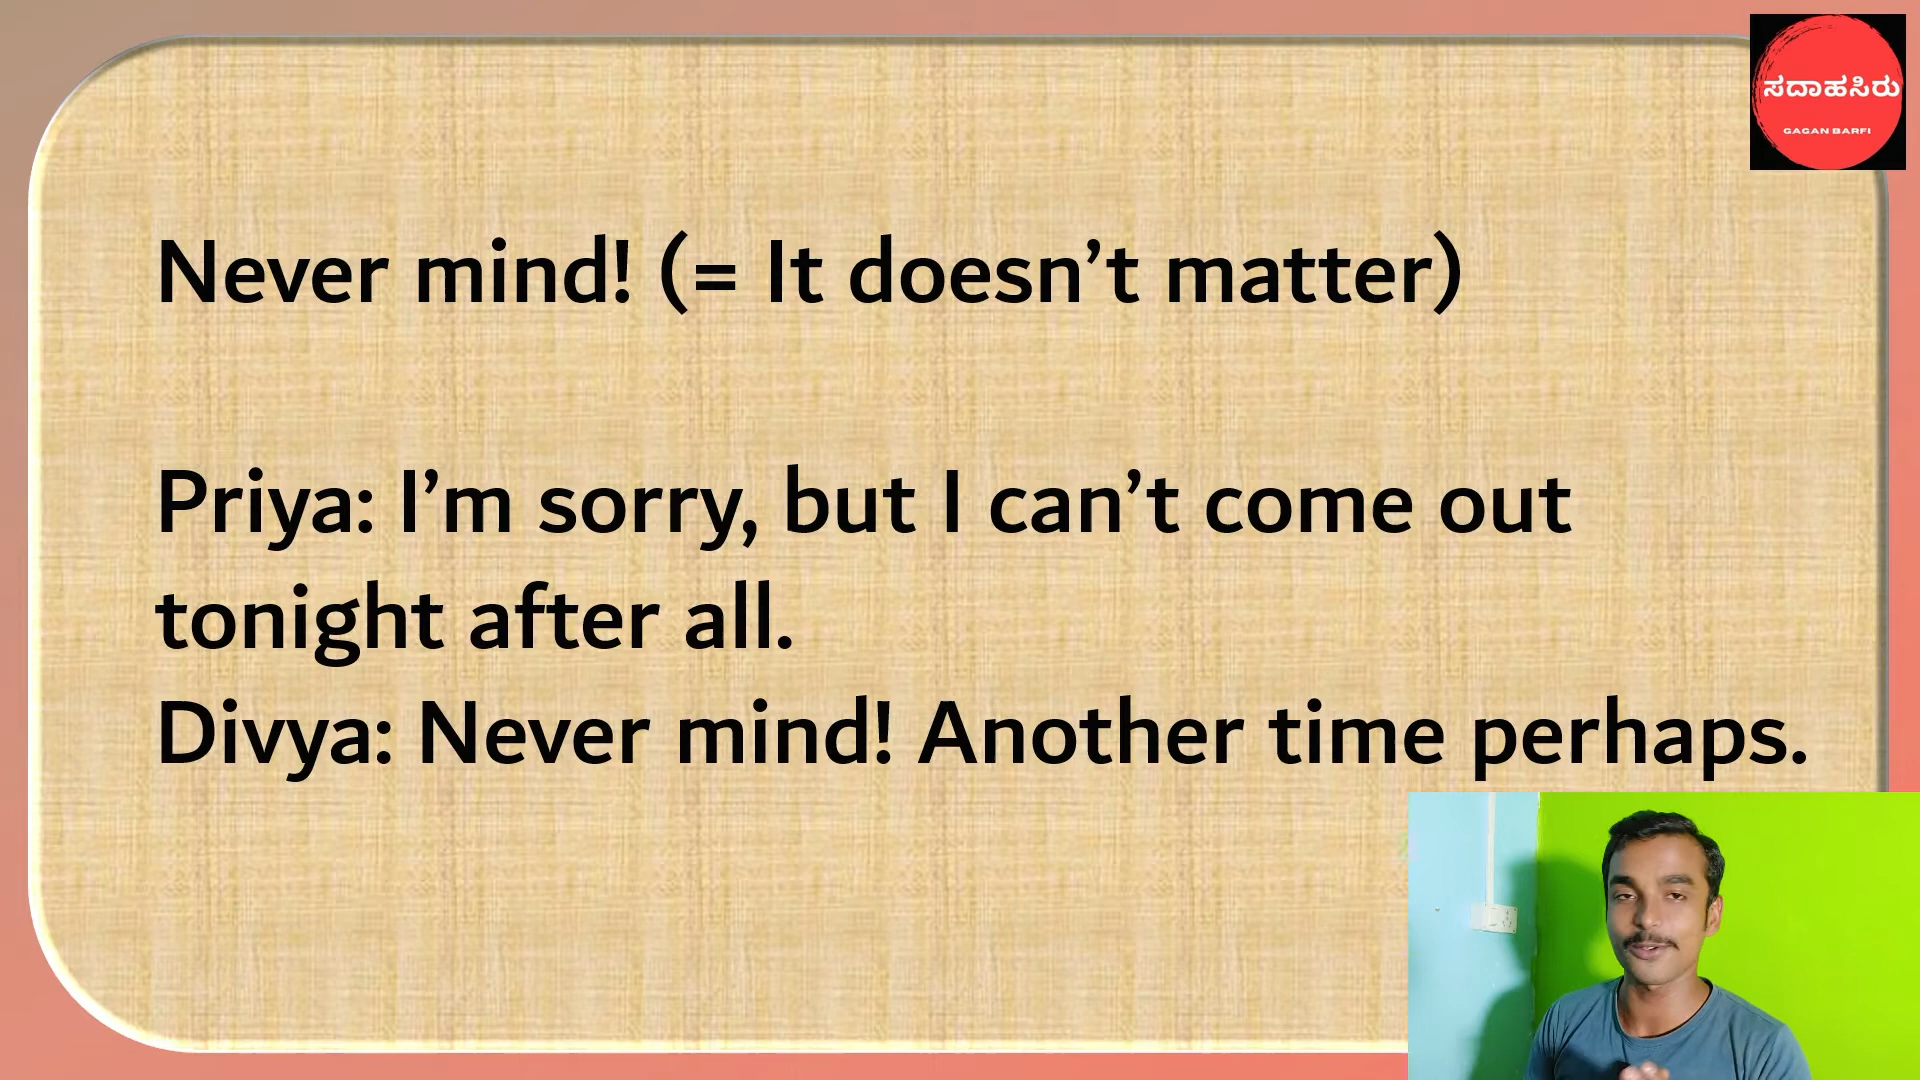 ಸದಾಹಸಿರು
GAGAN BARFI
Never mind! (= It doesn’t matter)
Priya: I’m sorry, but I can’t come out
tonight after all.
Divya: Never mind! Another time perhaps.